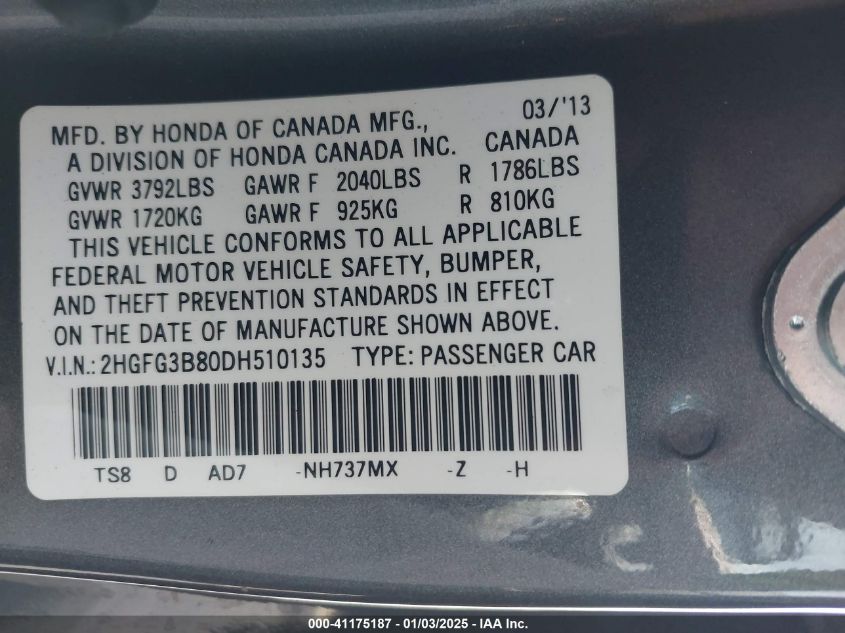 03/'13
MFD. BY HONDA OF CANADA MFG.,
A DIVISION OF HONDA CANADA INC. CANADA
GVWR 3792LBS GAWR F 2040LBS R 1786LBS
GVWR 1720KG GAWR F 925KG R 810KG
THIS VEHICLE CONFORMS TO ALL APPLICABLE
FEDERAL MOTOR VEHICLE SAFETY, BUMPER,
AND THEFT PREVENTION STANDARDS IN EFFECT
ON THE DATE OF MANUFACTURE SHOWN ABOVE.
V.I.N.: 2HGFG3B80DH510135 TYPE: PASSENGER CAR
TS8 D AD7 -NH737MX -Z -H
000-41175187 - 01/03/2025 - IAA Inc.